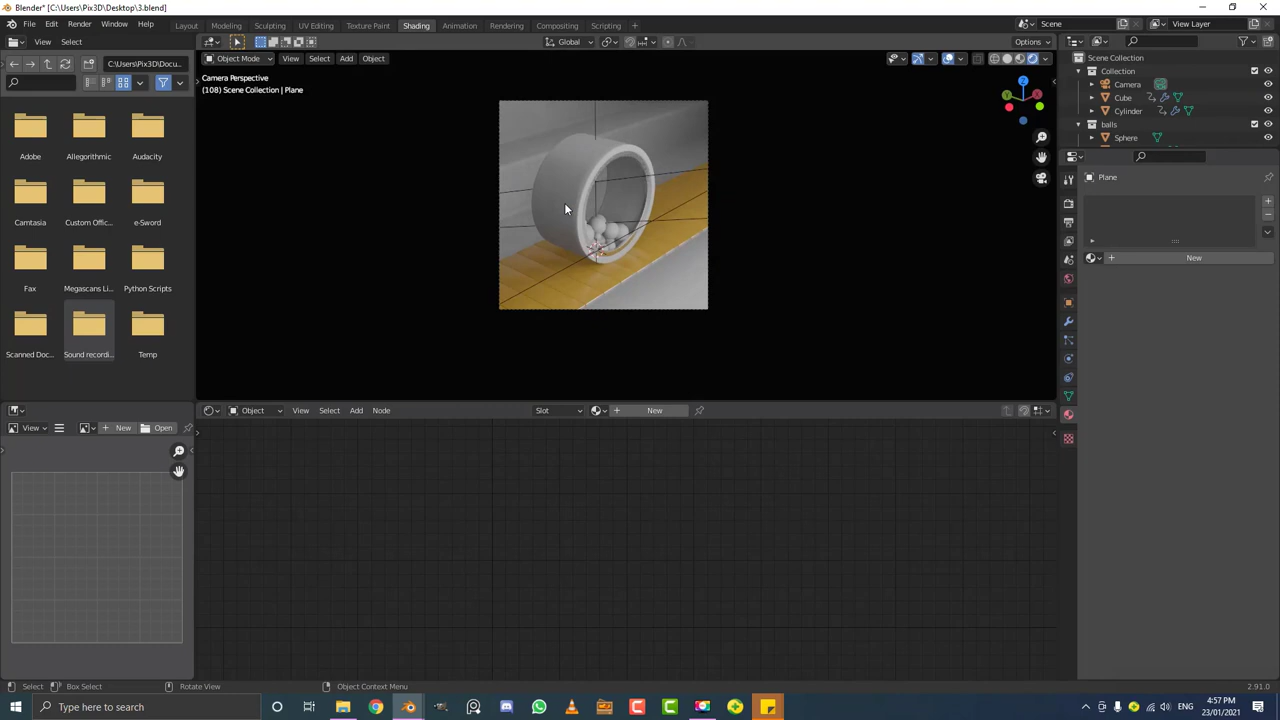 Blender* [C:\Users\Pix3D\Desktop\3.blend]
File Edit Render Window Help Layout Modeling Sculpting UV Editing Texture Paint Shading Animation Rendering Compositing Scripting + Scene View Layer
View Select Global Options
C:\Users\Pix3D\Docu...
Object Mode View Select Add Object
Camera Perspective
(108) Scene Collection | Plane
Z
Y
X
Scene Collection
Collection
Camera
Cube
Cylinder
balls
Sphere
Plane
New
Adobe Allegorithmic Audacity
Camtasia Custom Offic... e-Sword
Fax Megascans Li... Python Scripts
Scanned Doc... Sound recordi... Temp
Object View Select Add Node Slot New
View New Open
Select Box Select Rotate View Object Context Menu 2.91.0
Type here to search
ENG
4:57 PM
23/01/2021